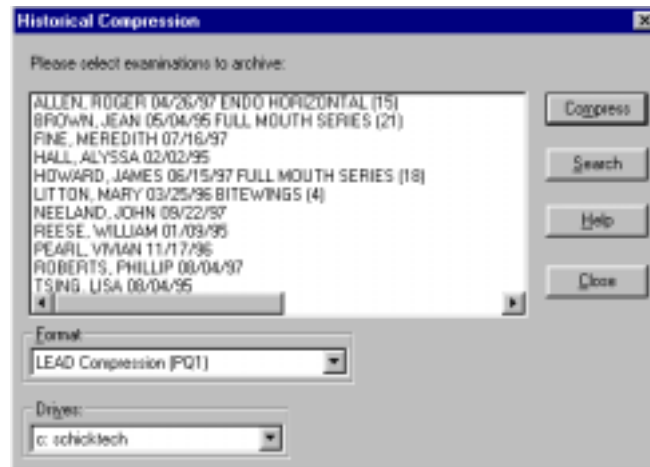 Historical Compression
Please select examinations to archive:
ALLEN, ROGER 04/26/97 ENDO HORIZONTAL (15)
BROWN, JEAN 05/04/95 FULL MOUTH SERIES (21)
FINE, MEREDITH 07/16/97
HALL, ALYSSA 02/02/95
HOWARD, JAMES 06/15/97 FULL MOUTH SERIES (18)
LITTON, MARY 03/25/96 BITEWINGS (4)
NEELAND, JOHN 09/22/97
REESE, WILLIAM 01/09/95
PEARL, VIVIAN 11/17/96
ROBERTS, PHILLIP 08/04/97
TSING, LISA 08/04/95
Compress
Search
Help
Close
Format
LEAD Compression (PQ1)
Drives:
c: schicktech